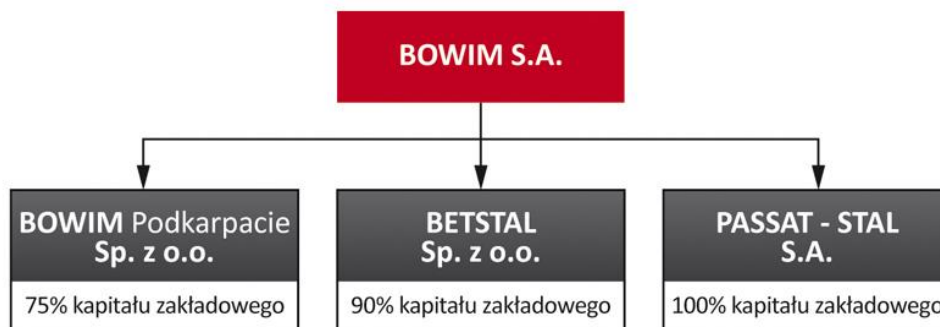 BOWIM S.A.
BOWIM Podkarpacie
Sp. z o.o.
75% kapitału zakładowego
BETSTAL
Sp. z o.o.
90% kapitału zakładowego
PASSAT - STAL
S.A.
100% kapitału zakładowego